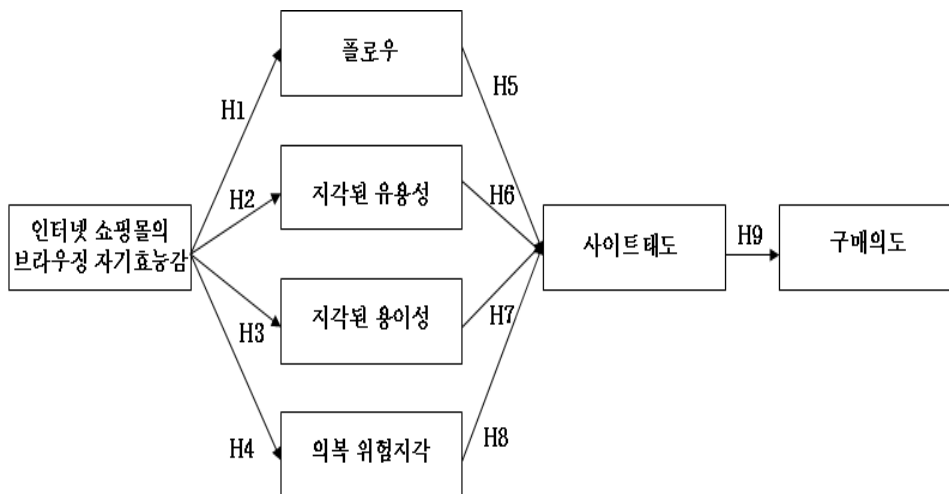 플로우
H1
H5
지각된 유용성
H2
H6
인터넷 쇼핑몰의
브라우징 자기효능감
사이트태도
H9
구매의도
지각된 용이성
H3
H7
의복 위험지각
H4
H8